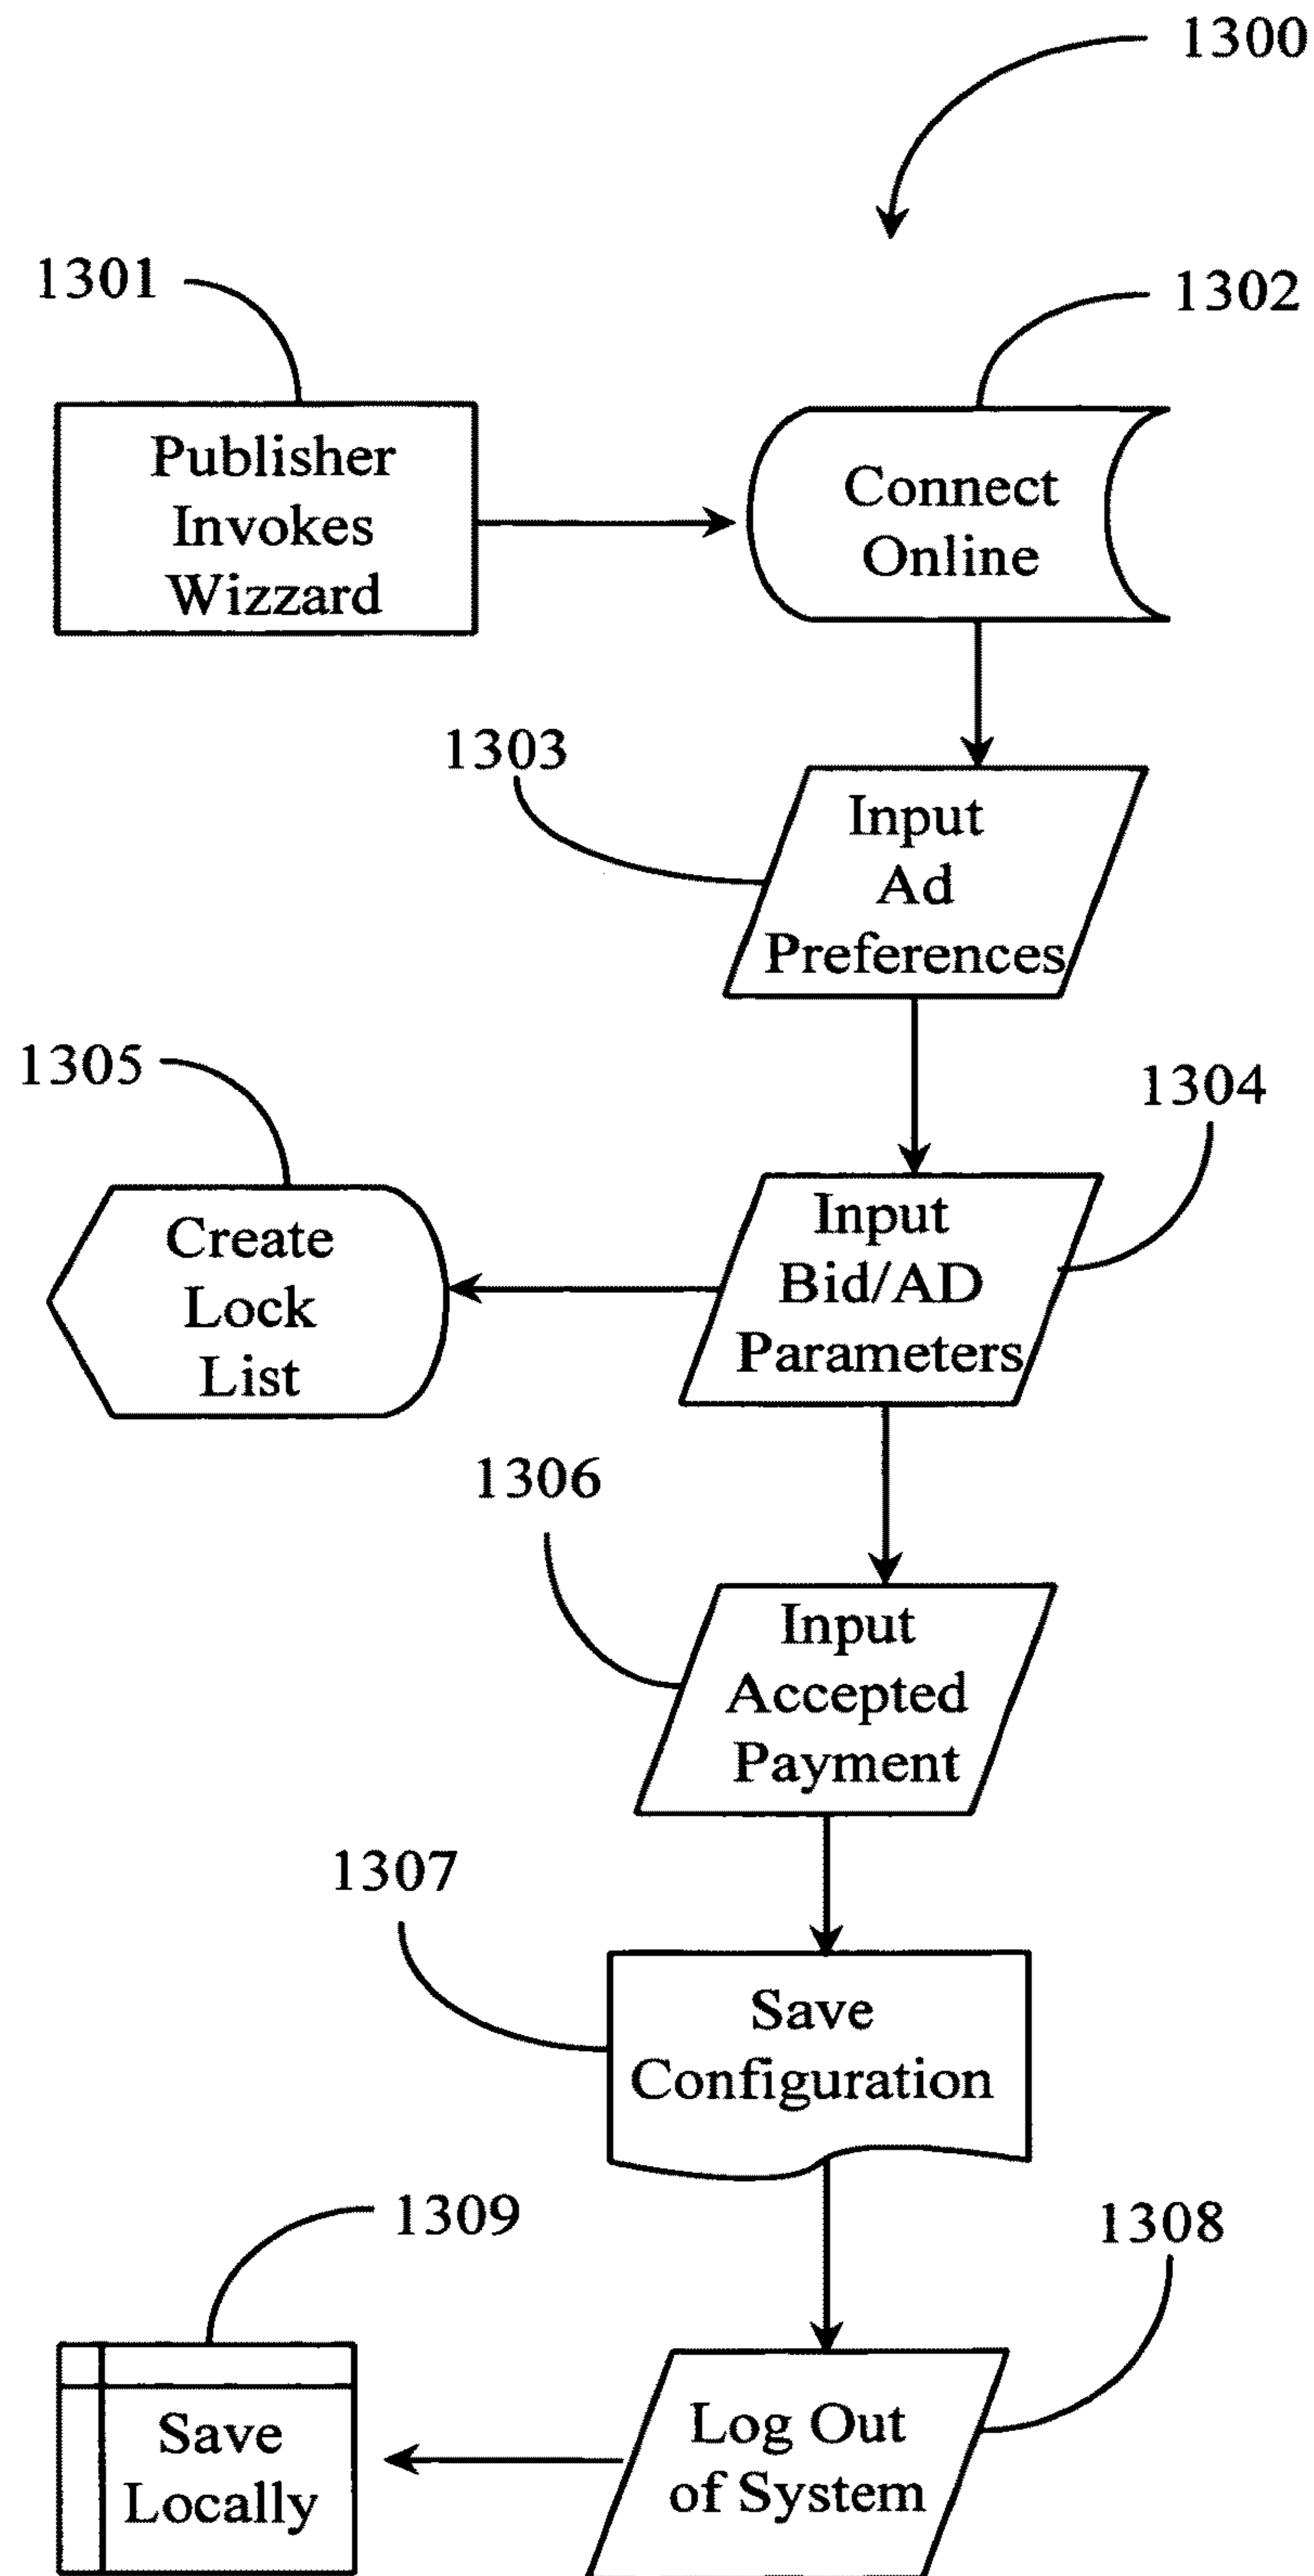 1300
1301
1302
Publisher
Invokes
Wizzard
Connect
Online
1303
Input
Ad
Preferences
1305
1304
Create
Lock
List
Input
Bid/AD
Parameters
1306
Input
Accepted
Payment
1307
Save
Configuration
1309
1308
Save
Locally
Log Out
of System